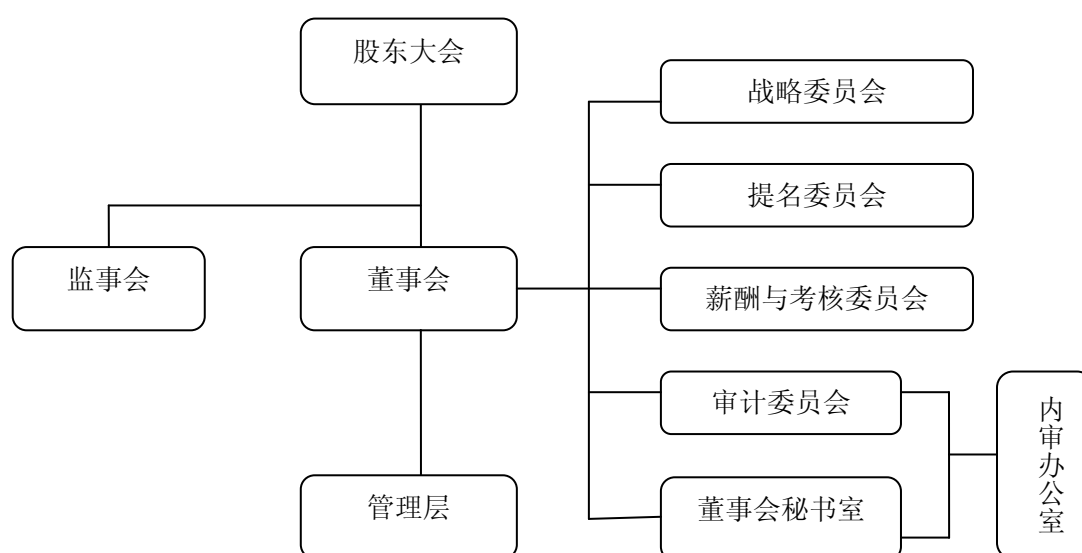 股东大会
战略委员会
提名委员会
监事会
董事会
薪酬与考核委员会
审计委员会
内审办公室
管理层
董事会秘书室